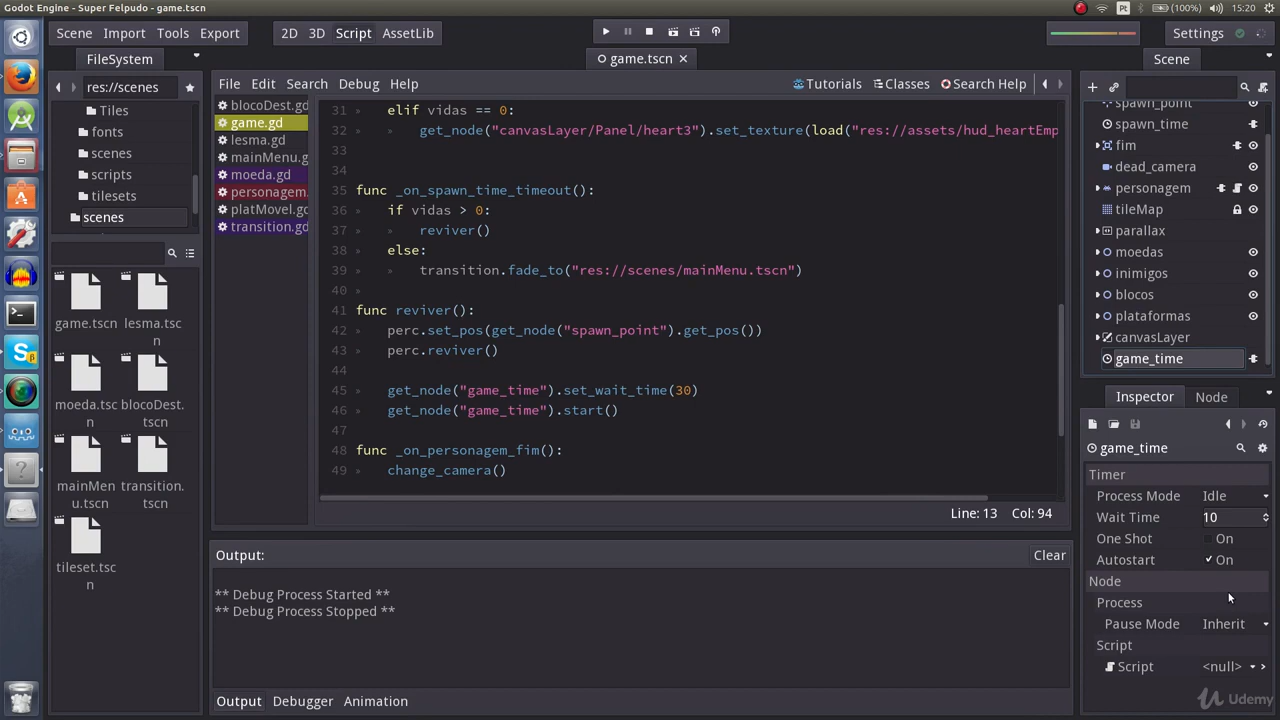 Godot Engine - Super Felpudo - game.tscn
Pt
(100%)
15:20
Scene Import Tools Export
2D 3D Script AssetLib
Settings
FileSystem
res://scenes
Tiles
fonts
scenes
scripts
tilesets
scenes
game.tscn
lesma.tsc
n
moeda.tsc
n
blocoDest.
tscn
mainMen
u.tscn
transition.
tscn
tileset.tsc
n
game.tscn
File Edit Search Debug Help
Tutorials Classes Search Help
blocoDest.gd
game.gd
lesma.gd
mainMenu.g
moeda.gd
personagem.
platMovel.gd
transition.gd
31 elif vidas == 0:
32 get_node("canvasLayer/Panel/heart3").set_texture(load("res://assets/hud_heartEmp
33
34
35 func _on_spawn_time_timeout():
36 if vidas > 0:
37 reviver()
38 else:
39 transition.fade_to("res://scenes/mainMenu.tscn")
40
41 func reviver():
42 perc.set_pos(get_node("spawn_point").get_pos())
43 perc.reviver()
44
45 get_node("game_time").set_wait_time(30)
46 get_node("game_time").start()
47
48 func _on_personagem_fim():
49 change_camera()
Line: 13 Col: 94
Output:
Clear
** Debug Process Started **
** Debug Process Stopped **
Output Debugger Animation
Scene
spawn_point
spawn_time
fim
dead_camera
personagem
tileMap
parallax
moedas
inimigos
blocos
plataformas
canvasLayer
game_time
Inspector Node
game_time
Timer
Process Mode Idle
Wait Time 10
One Shot On
Autostart On
Node
Process
Pause Mode Inherit
Script
Script <null>
Udemy